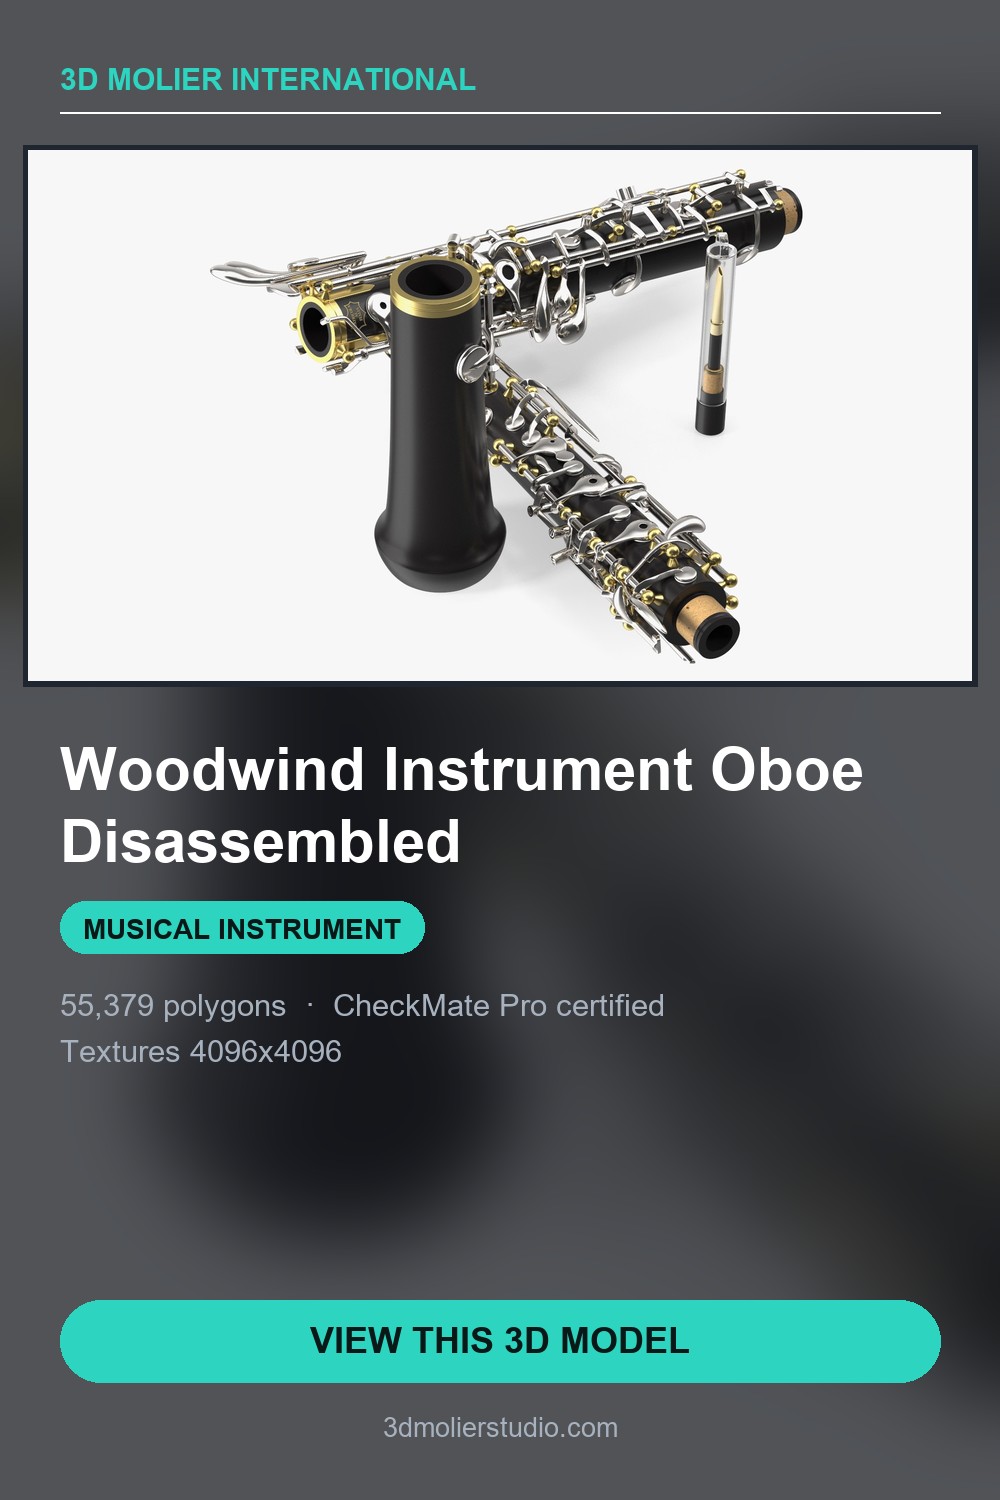 3D MOLIER INTERNATIONAL
Woodwind Instrument Oboe
Disassembled
MUSICAL INSTRUMENT
55,379 polygons · CheckMate Pro certified
Textures 4096x4096
VIEW THIS 3D MODEL
3dmolierstudio.com